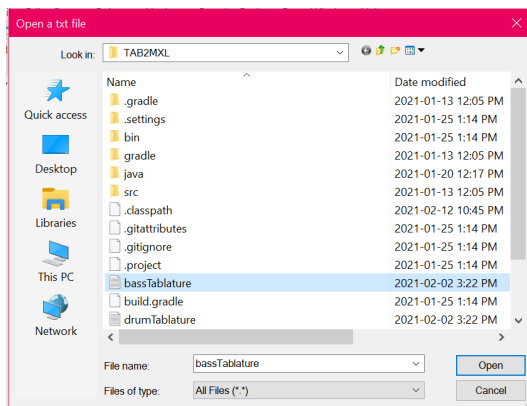 Open a txt file
Look in: TAB2MXL
Name Date modified
.gradle 2021-01-13 12:05 PM
.settings 2021-01-25 1:14 PM
bin 2021-01-25 1:14 PM
gradle 2021-01-13 12:05 PM
java 2021-01-20 12:17 PM
src 2021-01-13 12:05 PM
.classpath 2021-02-12 10:45 PM
.gitattributes 2021-01-25 1:14 PM
.gitignore 2021-01-25 1:14 PM
.project 2021-01-25 1:14 PM
bassTablature 2021-02-02 3:22 PM
build.gradle 2021-01-25 1:14 PM
drumTablature 2021-02-02 3:22 PM
Quick access
Desktop
Libraries
This PC
Network
File name: bassTablature Open
Files of type: All Files (*.*) Cancel